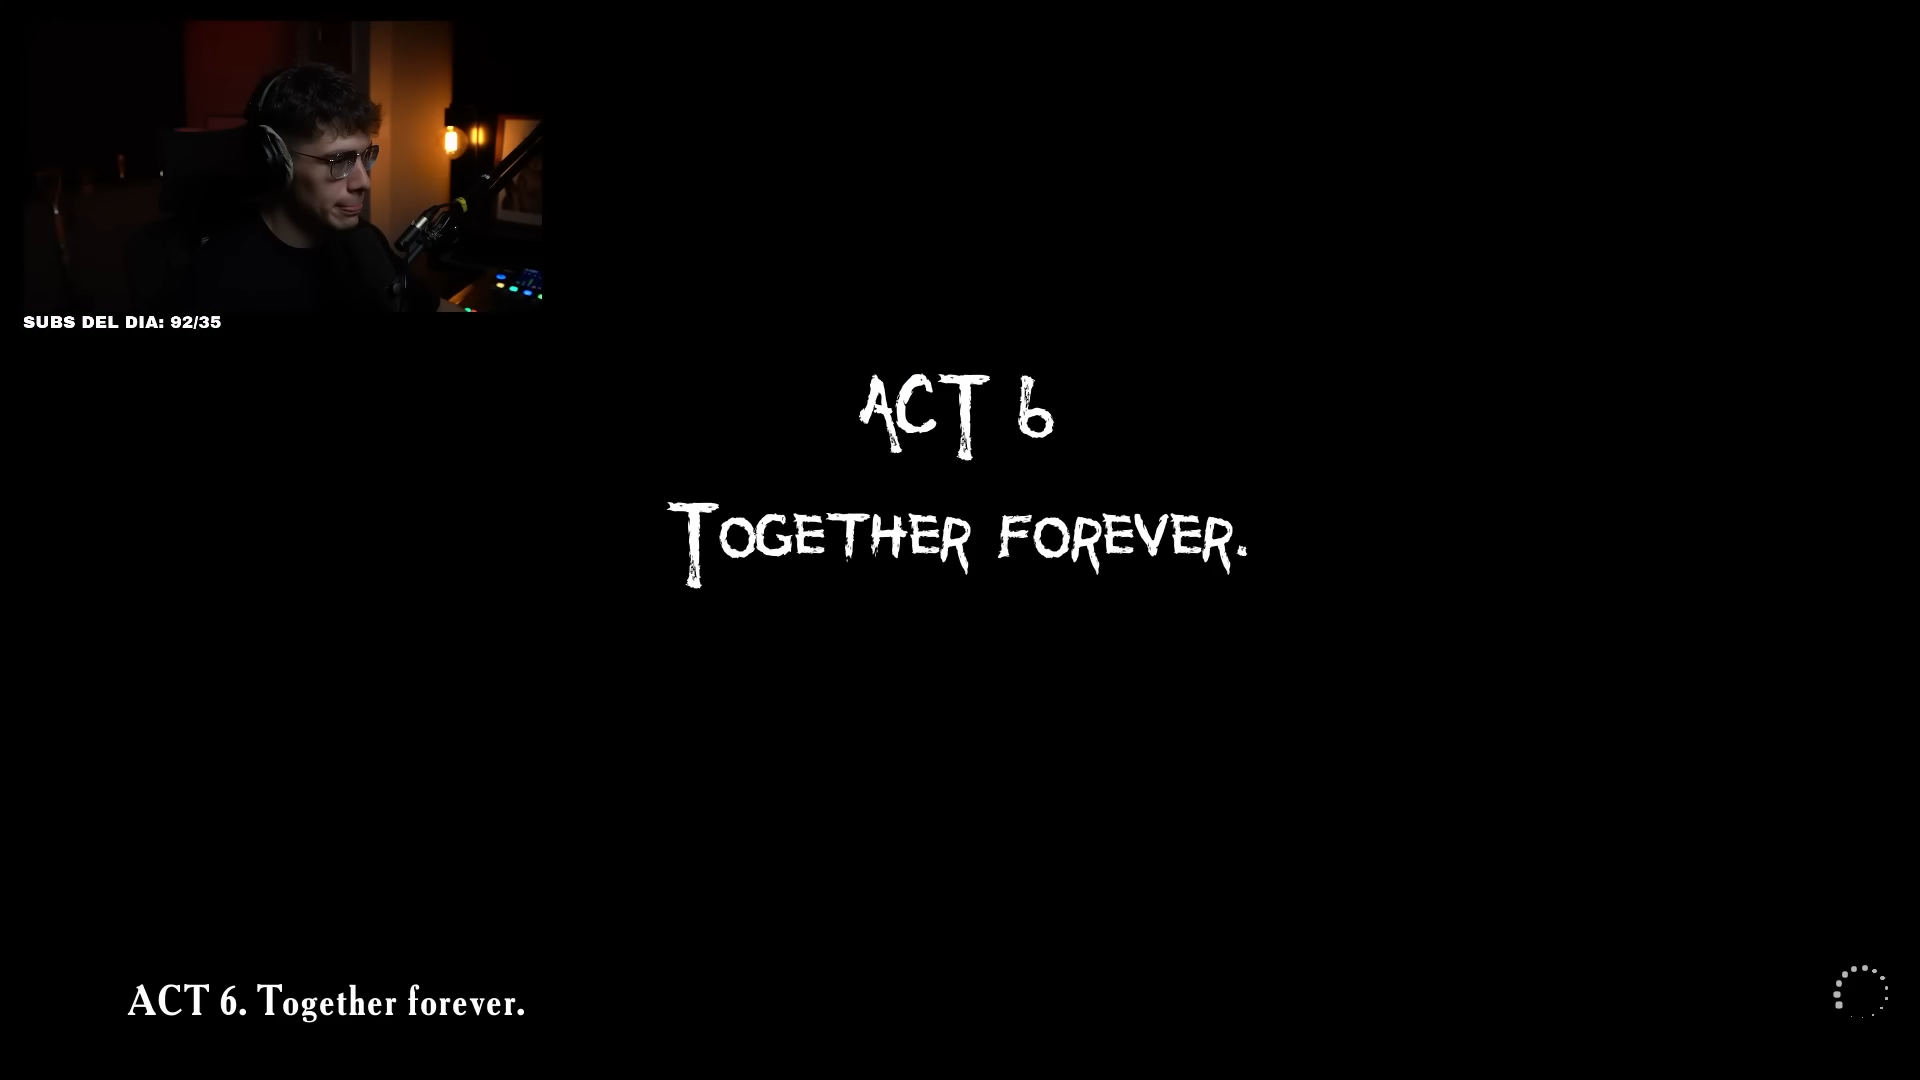 SUBS DEL DIA: 92/35
ACT 6
Together forever.
ACT 6. Together forever.